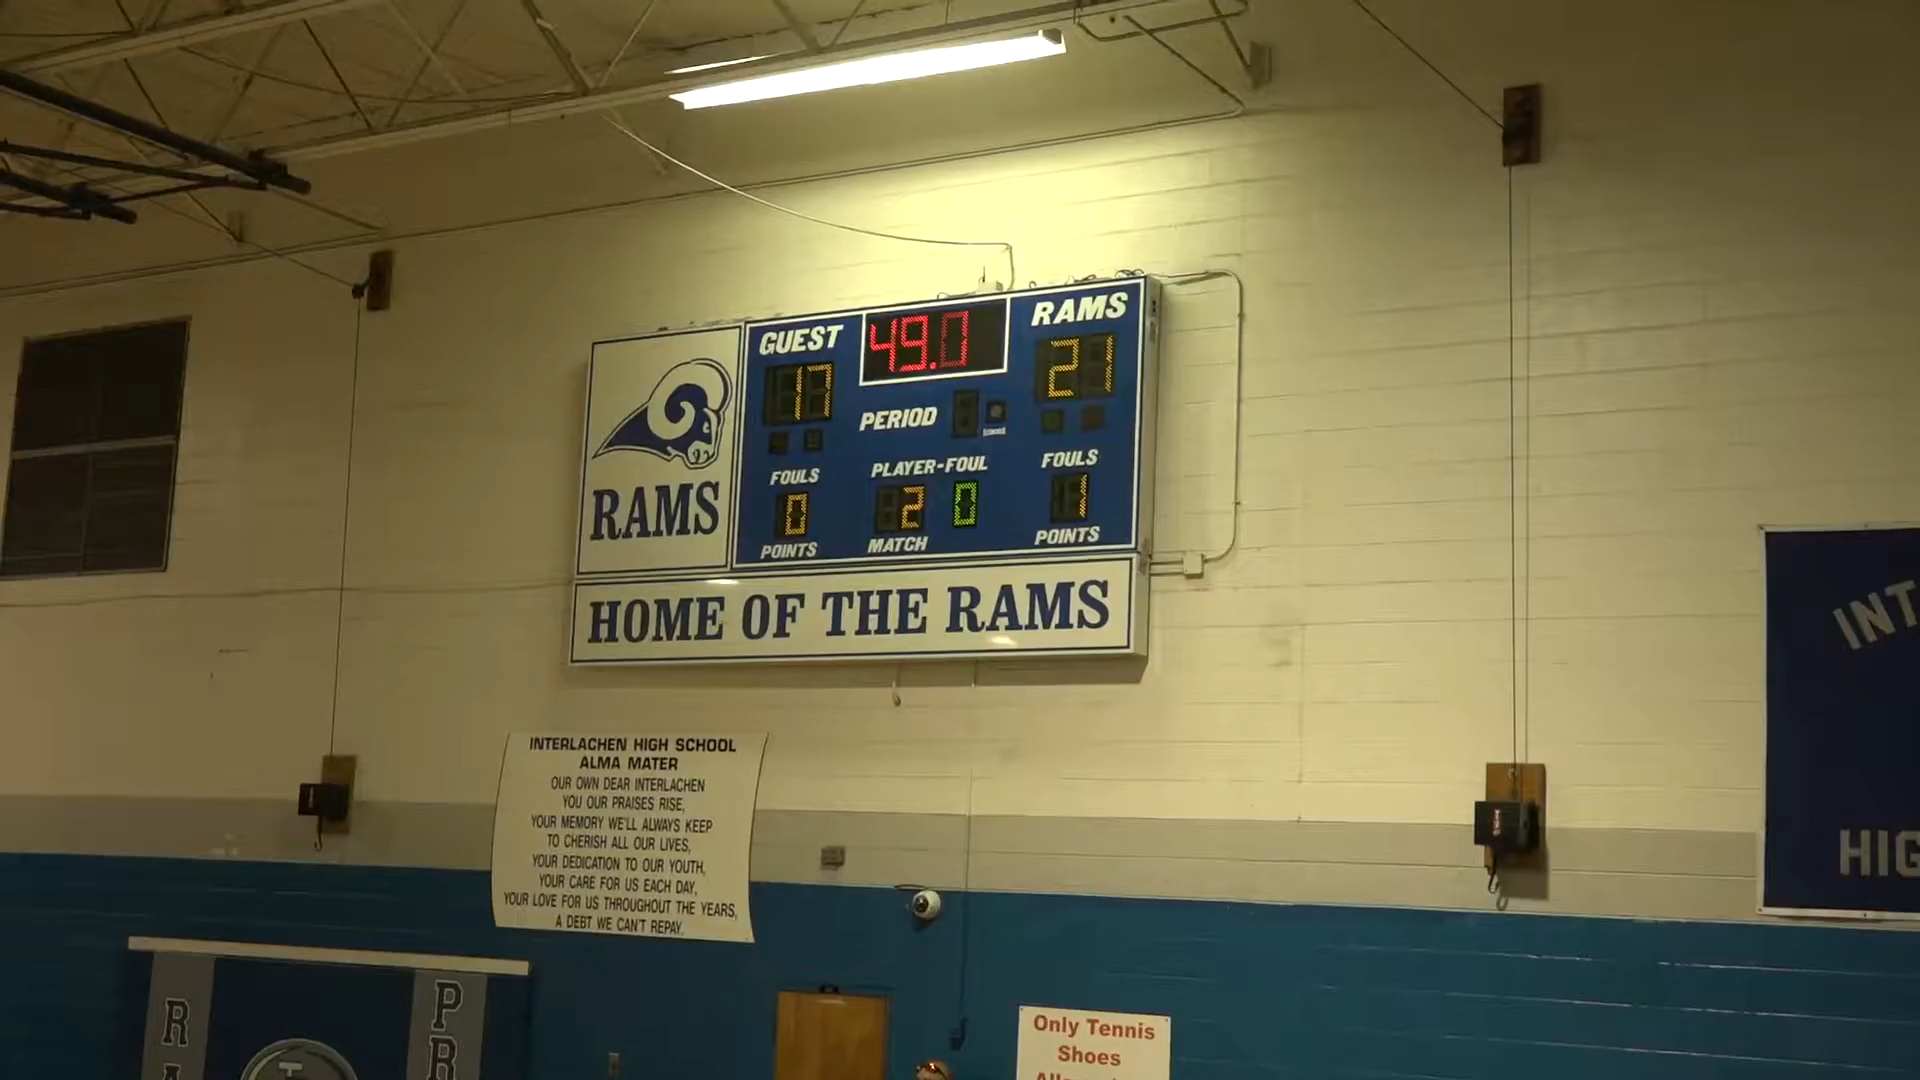 GUEST
49.0
RAMS
17
21
PERIOD
FOULS
PLAYER-FOUL
FOULS
0
2 0
1
POINTS
MATCH
POINTS
RAMS
HOME OF THE RAMS
INTERLACHEN HIGH SCHOOL
ALMA MATER
OUR OWN DEAR INTERLACHEN
YOU OUR PRAISES RISE,
YOUR MEMORY WE'LL ALWAYS KEEP
TO CHERISH ALL OUR LIVES,
YOUR DEDICATION TO OUR YOUTH,
YOUR CARE FOR US EACH DAY,
YOUR LOVE FOR US THROUGHOUT THE YEARS,
A DEBT WE CAN'T REPAY.
INT
HIG
R
P
R
Only Tennis
Shoes